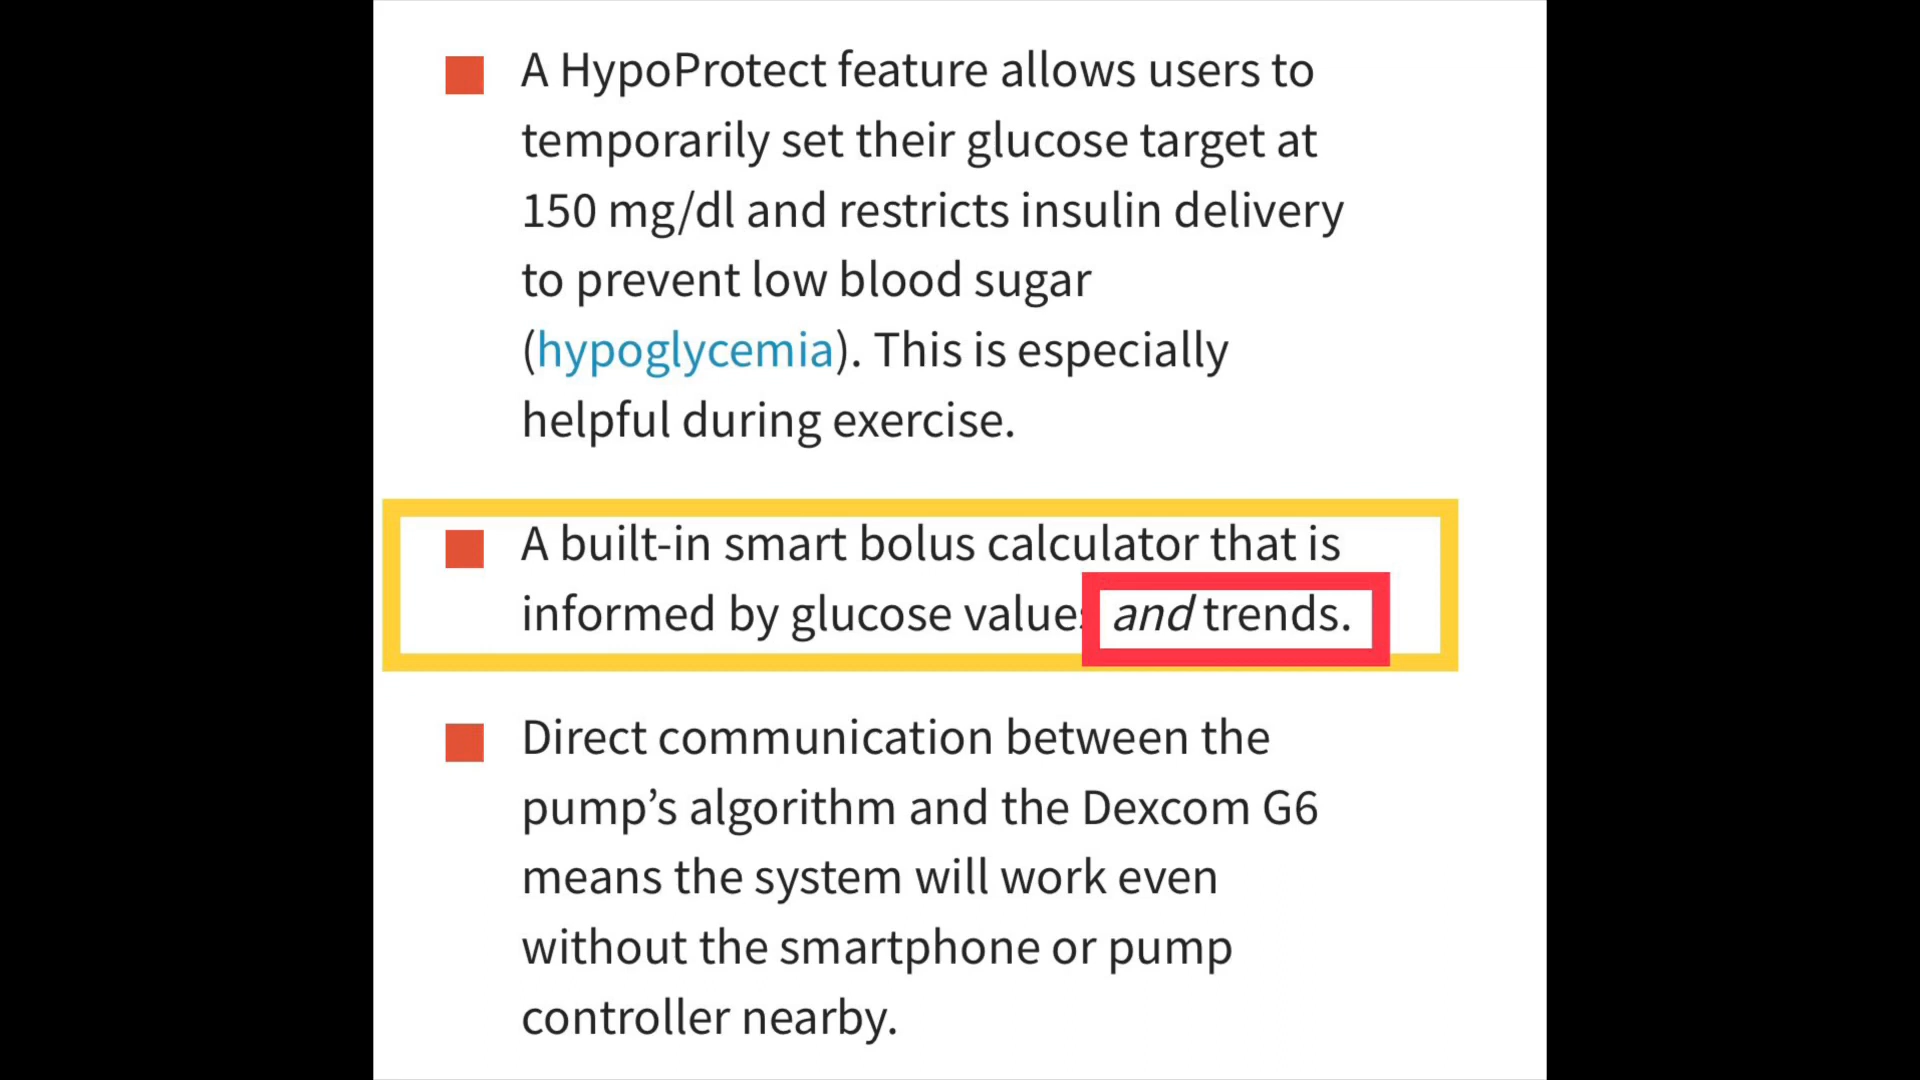 A HypoProtect feature allows users to
temporarily set their glucose target at
150 mg/dl and restricts insulin delivery
to prevent low blood sugar
(hypoglycemia). This is especially
helpful during exercise.
A built-in smart bolus calculator that is
informed by glucose values and trends.
Direct communication between the
pump’s algorithm and the Dexcom G6
means the system will work even
without the smartphone or pump
controller nearby.